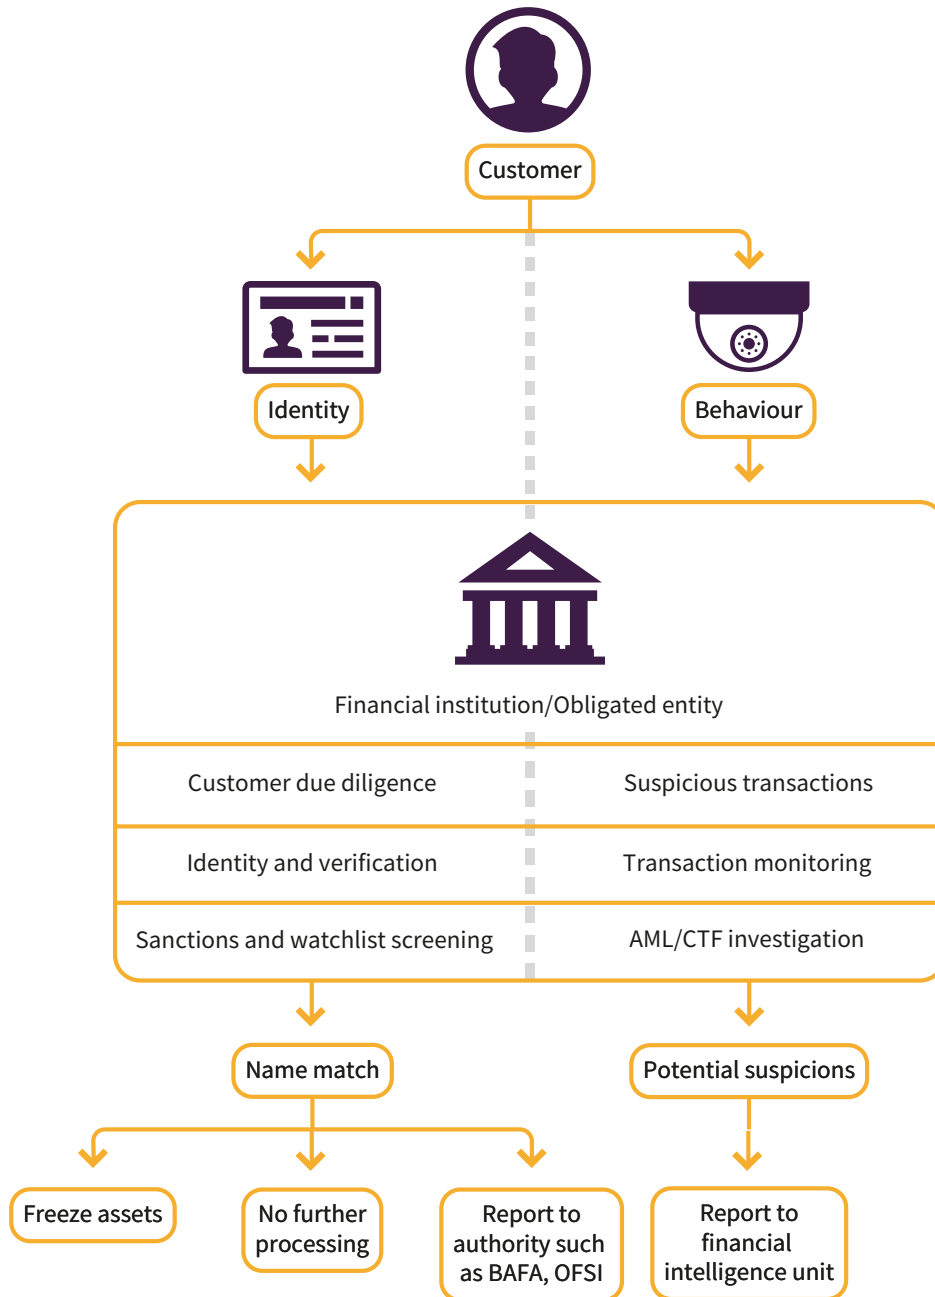 Customer
Identity
Behaviour
Financial institution/Obligated entity
Customer due diligence
Suspicious transactions
Identity and verification
Transaction monitoring
Sanctions and watchlist screening
AML/CTF investigation
Name match
Potential suspicions
Freeze assets
No further
processing
Report to
authority such
as BAFA, OFSI
Report to
financial
intelligence unit